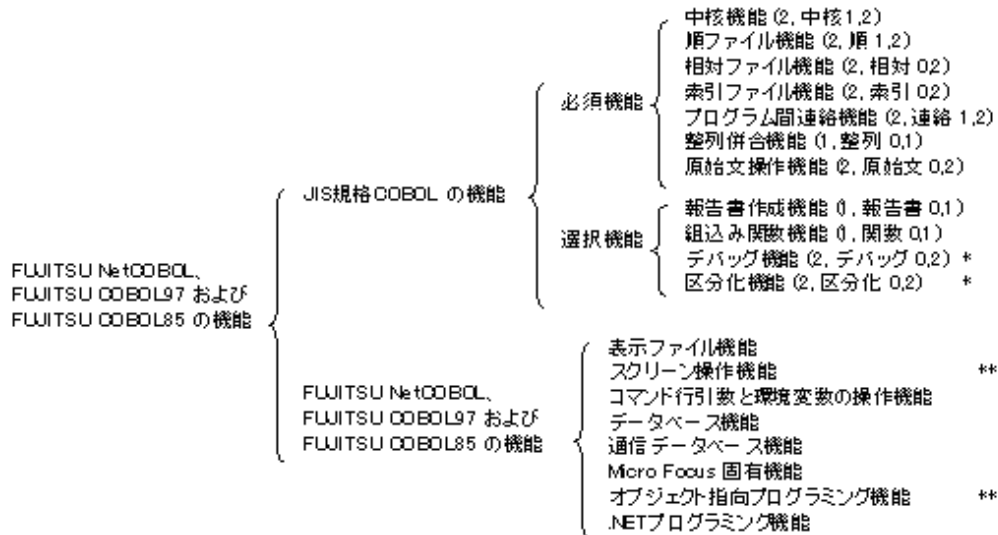 中核機能 (2, 中核 1,2)
順ファイル機能 (2, 順 1,2)
相対ファイル機能 (2, 相対 0,2)
索引ファイル機能 (2, 索引 0,2)
プログラム間連絡機能 (2, 連絡 1,2)
整列併合機能 (1, 整列 0,1)
原始文操作機能 (2, 原始文 0,2)
必須機能
JIS規格COBOL の機能
報告書作成機能 (1, 報告書 0,1)
組込み関数機能 (1, 関数 0,1)
デバッグ機能 (2, デバッグ 0,2) *
区分化機能 (2, 区分化 0,2) *
選択機能
FUJITSU NetCOBOL、
FUJITSU COBOL97 および
FUJITSU COBOL85 の機能
表示ファイル機能
スクリーン操作機能 **
コマンド行引数と環境変数の操作機能
データベース機能
通信データベース機能
Micro Focus 固有機能
オブジェクト指向プログラミング機能 **
.NETプログラミング機能
FUJITSU NetCOBOL、
FUJITSU COBOL97 および
FUJITSU COBOL85 の機能